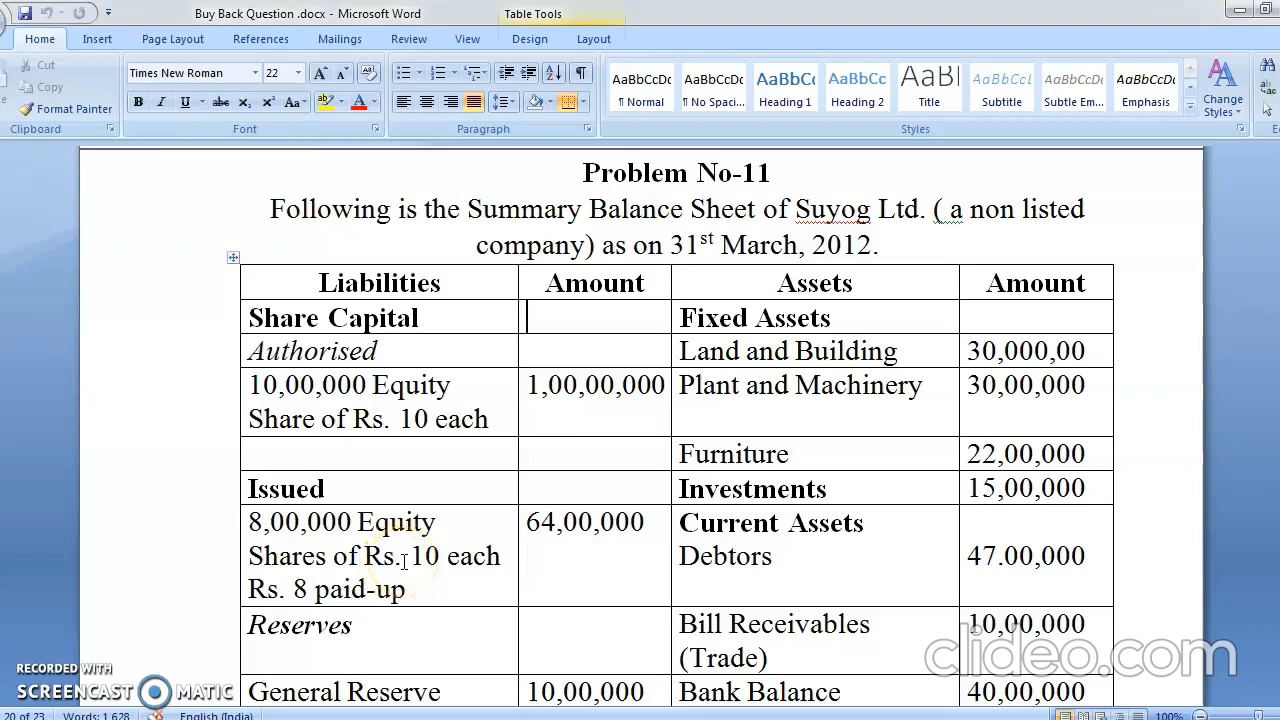 Buy Back Question .docx - Microsoft Word
Table Tools
Home Insert Page Layout References Mailings Review View Design Layout
Cut
Copy
Format Painter
Clipboard
Times New Roman 22
Font
Paragraph
AaBbCcDc AaBbCcDc AaBbCc AaBbCc AaBl AaBbCcL AaBbCcDc AaBbCcDc
¶ Normal ¶ No Spaci... Heading 1 Heading 2 Title Subtitle Subtle Em... Emphasis
Change
Styles
Styles
Problem No-11
Following is the Summary Balance Sheet of Suyog Ltd. ( a non listed
company) as on 31st March, 2012.
Liabilities Amount Assets Amount
Share Capital Fixed Assets
Authorised Land and Building 30,000,00
10,00,000 Equity 1,00,00,000 Plant and Machinery 30,00,000
Share of Rs. 10 each
Furniture 22,00,000
Issued Investments 15,00,000
8,00,000 Equity 64,00,000 Current Assets
Shares of Rs. 10 each Debtors 47.00,000
Rs. 8 paid-up
Reserves Bill Receivables 10,00,000
(Trade)
General Reserve 10,00,000 Bank Balance 40,00,000
clideo.com
RECORDED WITH
SCREENCAST MATIC
20 of 23 Words: 1,628 English (India) 100%